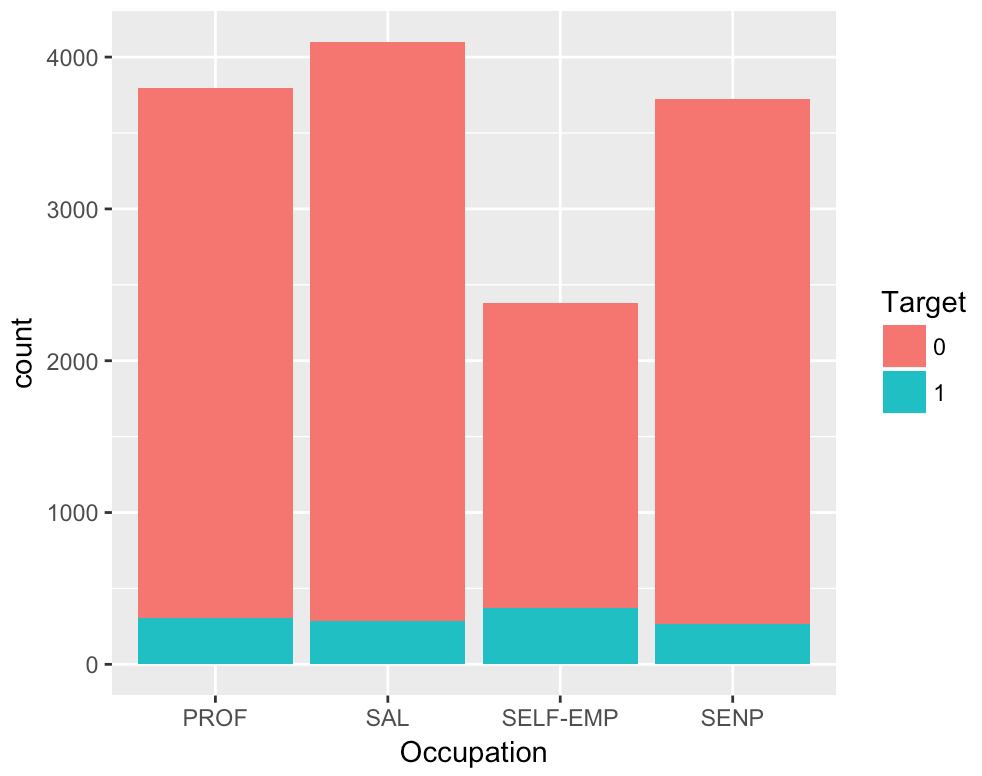 4000
3000
2000
1000
0
count
PROF SAL SELF-EMP SENP
Occupation
Target
0
1